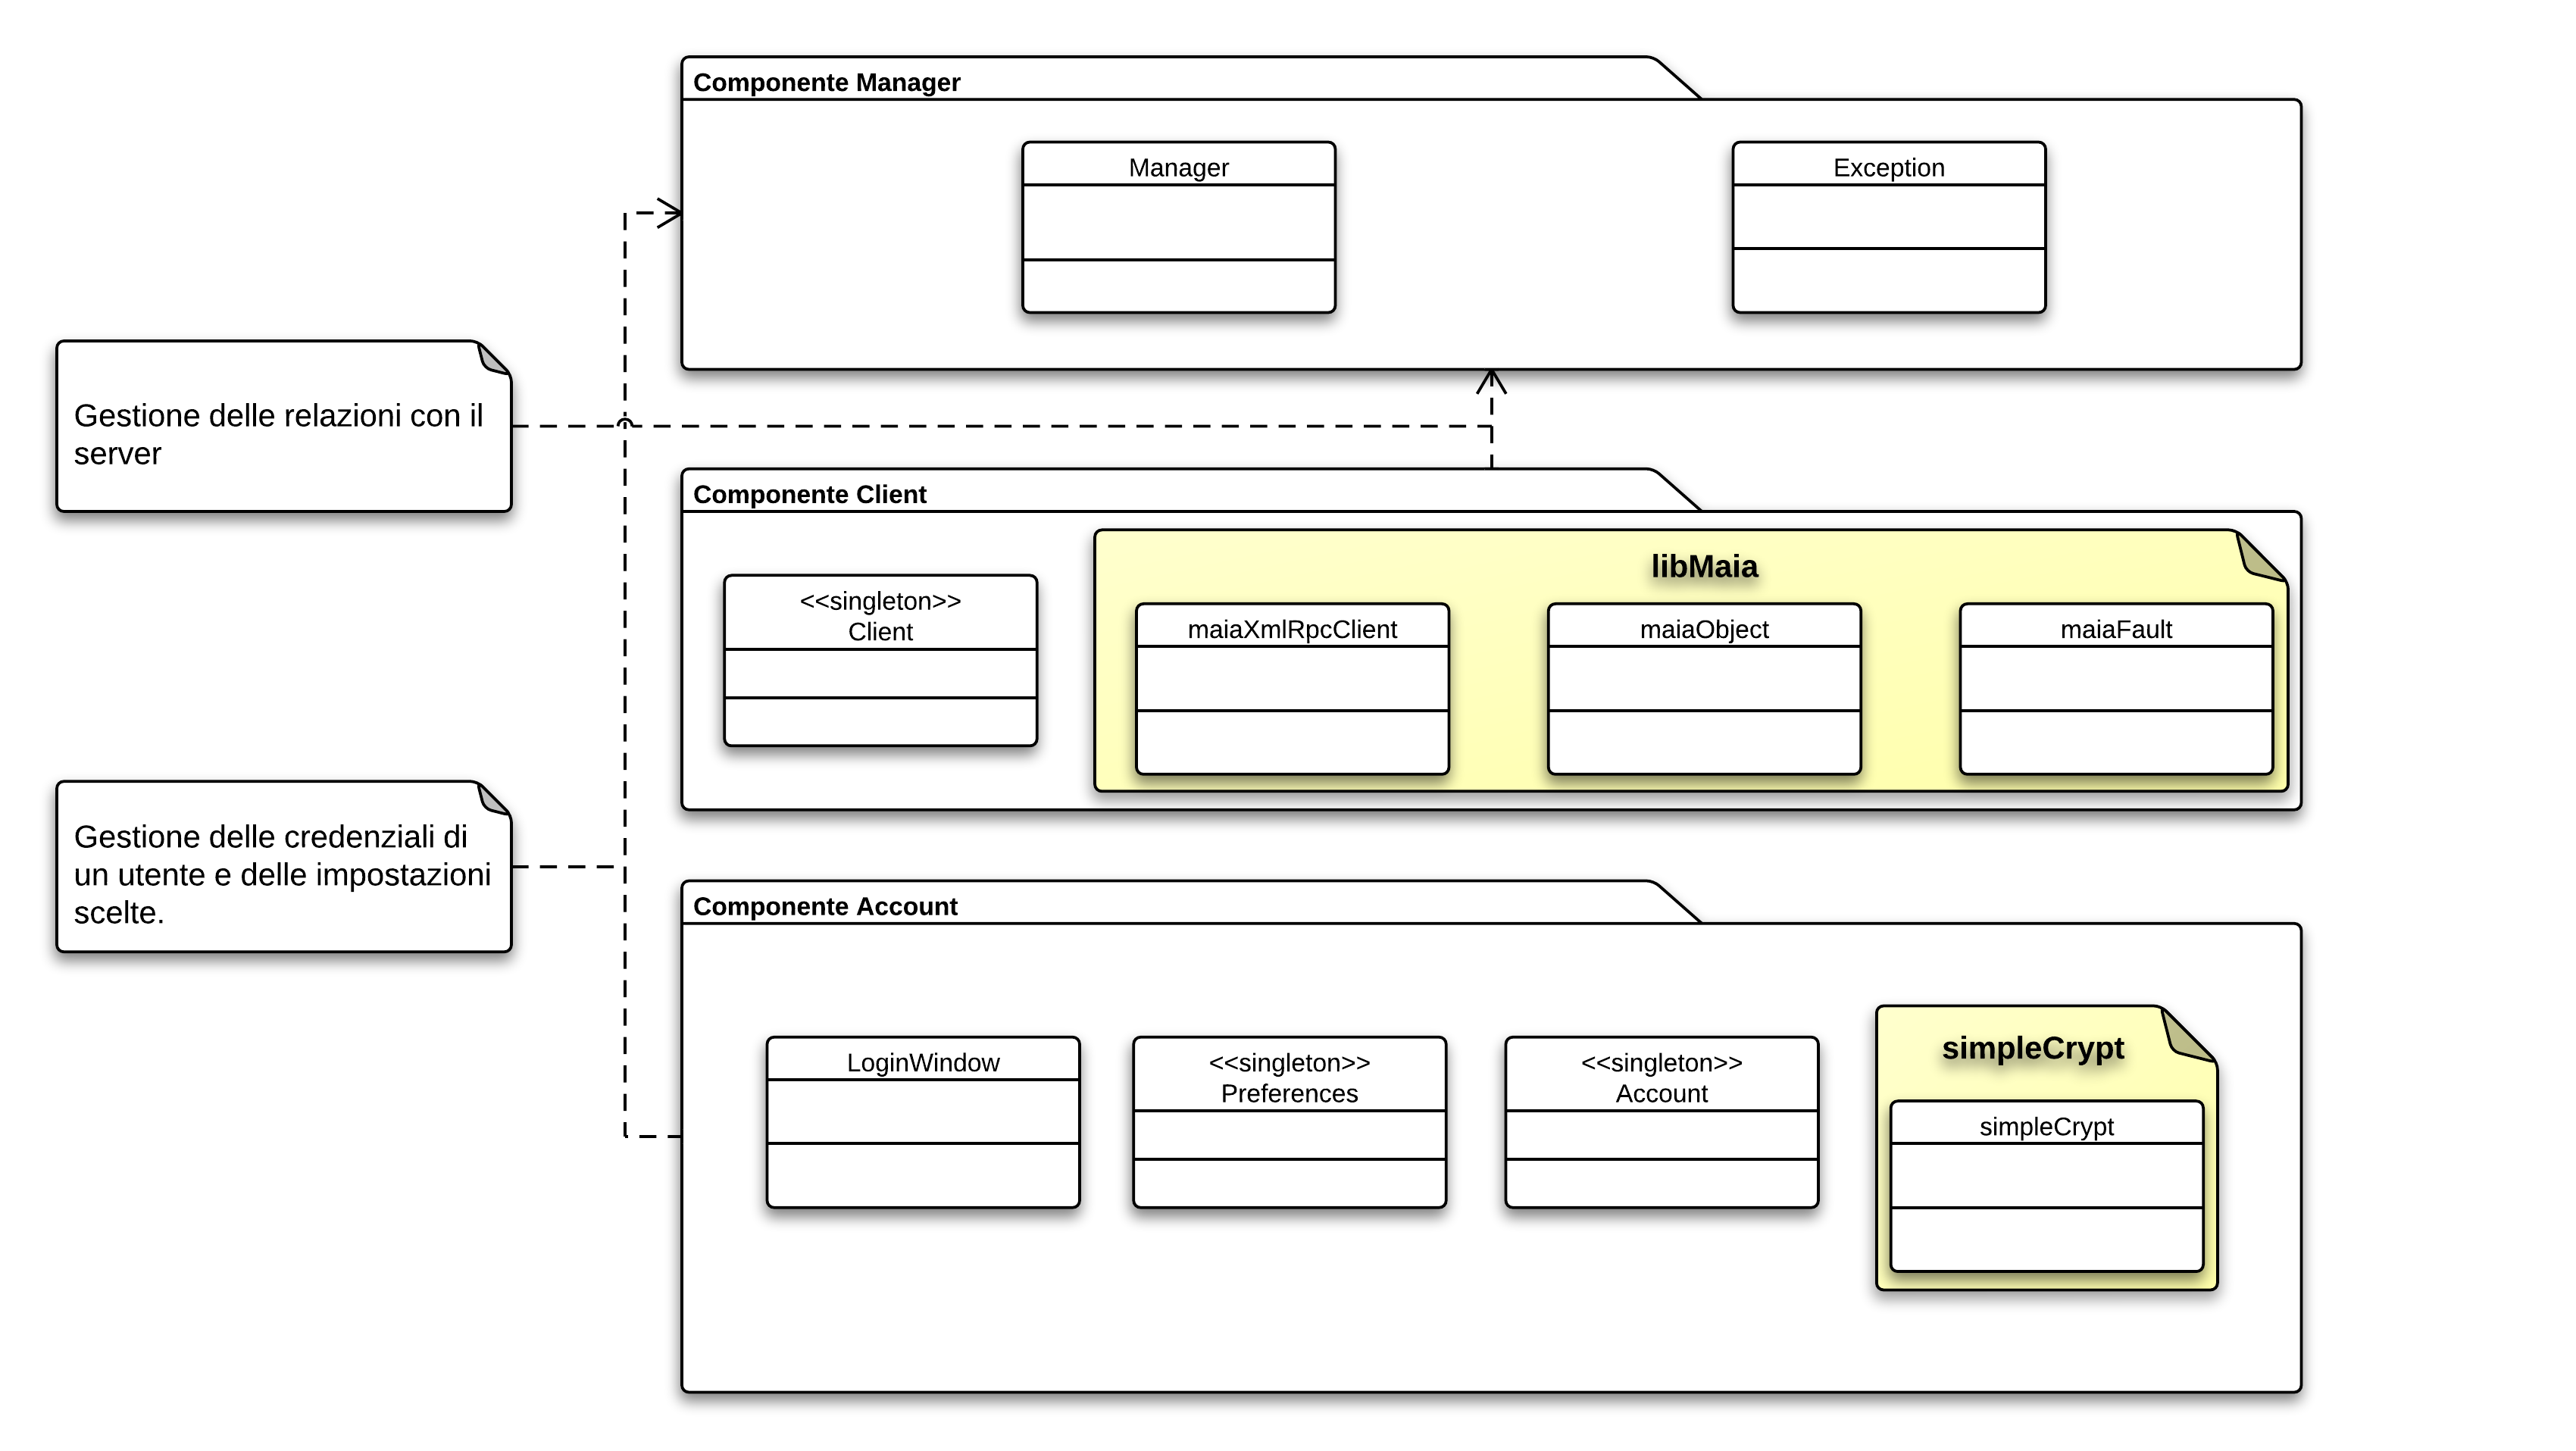 Componente Manager
Manager
Exception
Gestione delle relazioni con il
server
Componente Client
<<singleton>>
Client
libMaia
maiaXmlRpcClient
maiaObject
maiaFault
Gestione delle credenziali di
un utente e delle impostazioni
scelte.
Componente Account
LoginWindow
<<singleton>>
Preferences
<<singleton>>
Account
simpleCrypt
simpleCrypt